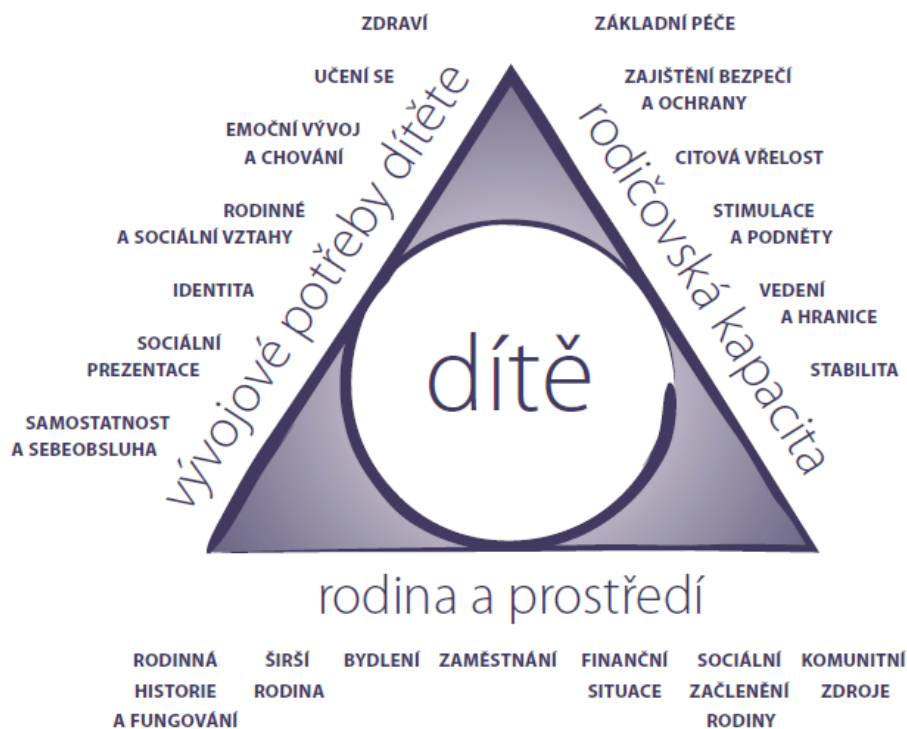 ZDRAVÍ
UČENÍ SE
EMOČNÍ VÝVOJ
A CHOVÁNÍ
RODINNÉ
A SOCIÁLNÍ VZTAHY
IDENTITA
SOCIÁLNÍ
PREZENTACE
SAMOSTATNOST
A SEBEOBSLUHA
vývojové potřeby dítěte
ZÁKLADNÍ PÉČE
ZAJIŠTĚNÍ BEZPEČÍ
A OCHRANY
CITOVÁ VŘELOST
STIMULACE
A PODNĚTY
VEDENÍ
A HRANICE
STABILITA
rodičovská kapacita
dítě
rodina a prostředí
RODINNÁ
HISTORIE
A FUNGOVÁNÍ
ŠIRŠÍ
RODINA
BYDLENÍ
ZAMĚSTNÁNÍ
FINANČNÍ
SITUACE
SOCIÁLNÍ
ZAČLENĚNÍ
RODINY
KOMUNITNÍ
ZDROJE